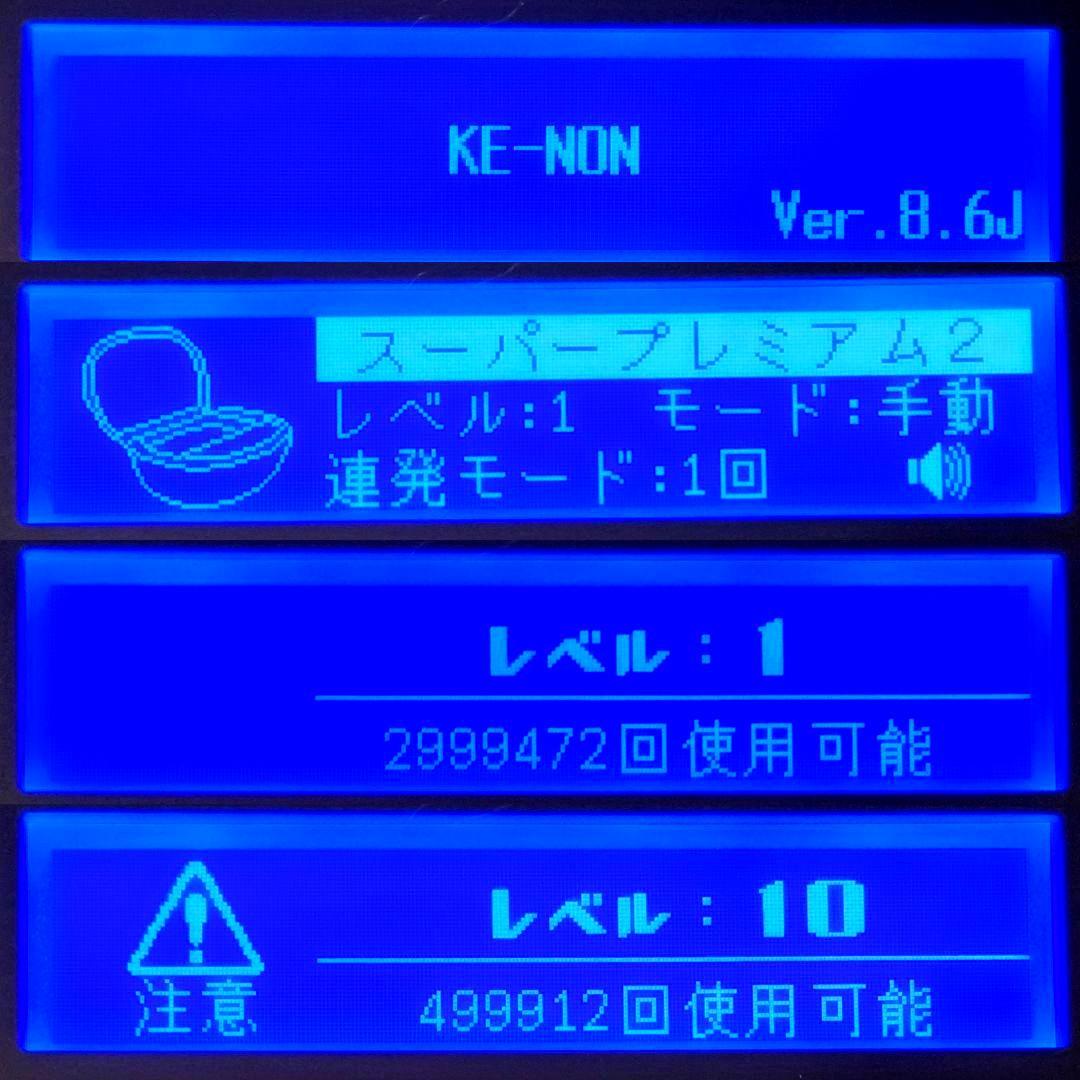 KE-NON
Ver.8.6J
スーパープレミアム2
レベル:1 モード:手動
連発モード:1回
レベル:1
2999472回使用可能
レベル:10
注意
499912回使用可能